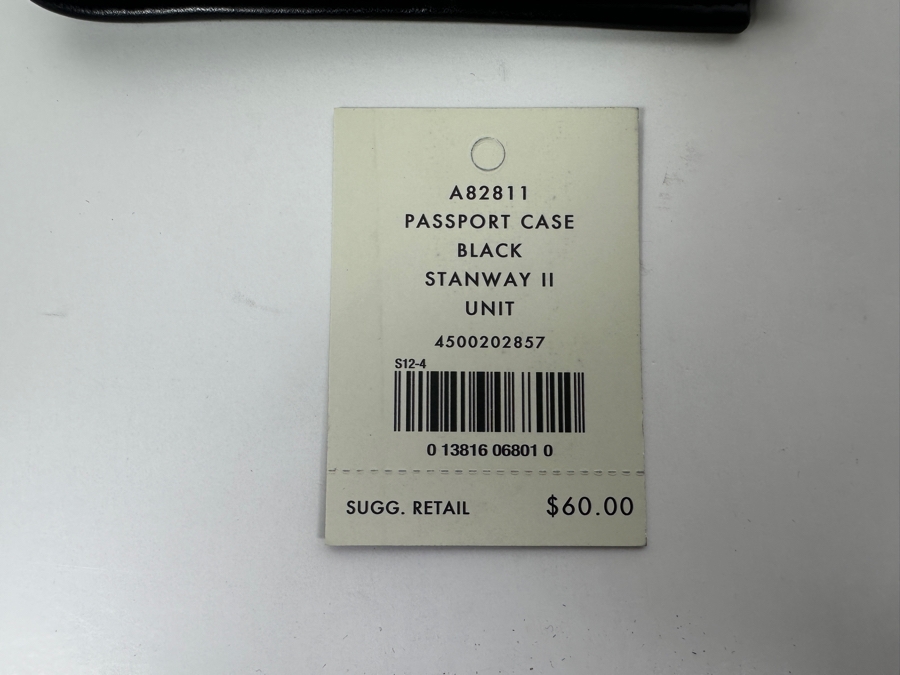 A82811
PASSPORT CASE
BLACK
STANWAY II
UNIT
4500202857
S12-4
0 13816 06801 0
SUGG. RETAIL $60.00